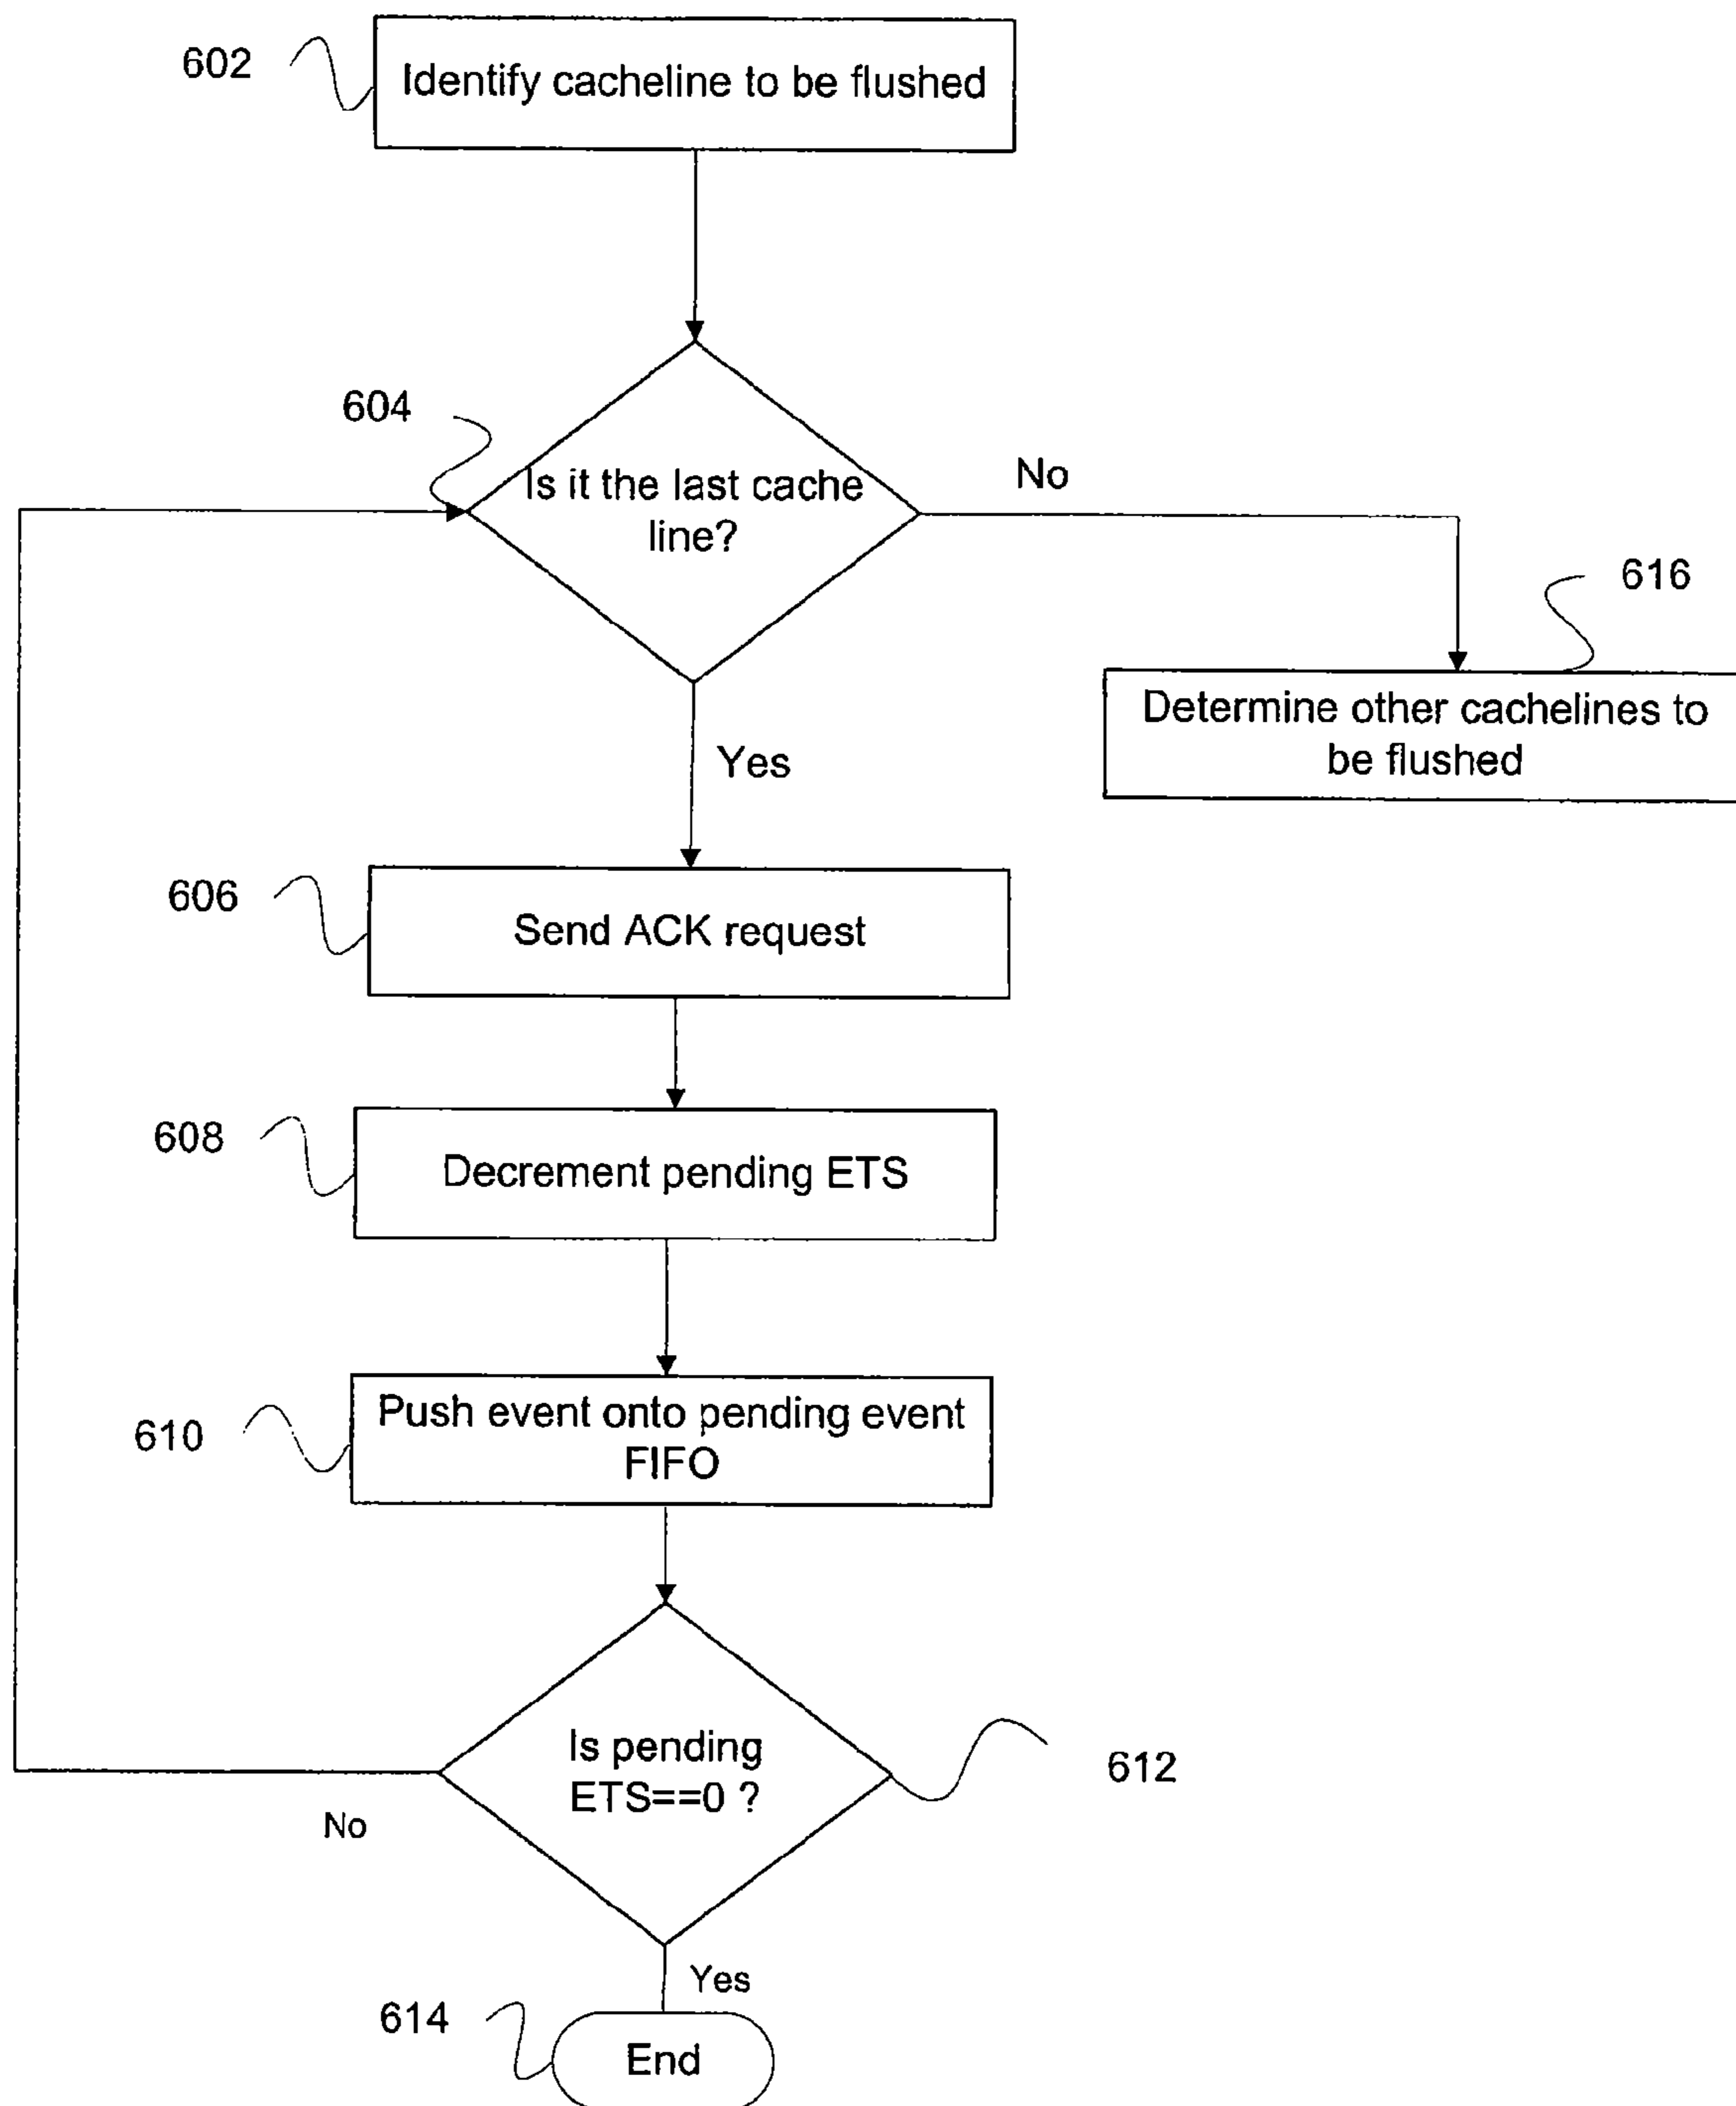 602
Identify cacheline to be flushed
604
Is it the last cache
line?
No
616
Determine other cachelines to
be flushed
Yes
606
Send ACK request
608
Decrement pending ETS
610
Push event onto pending event
FIFO
Is pending
ETS==0 ?
612
No
Yes
614
End